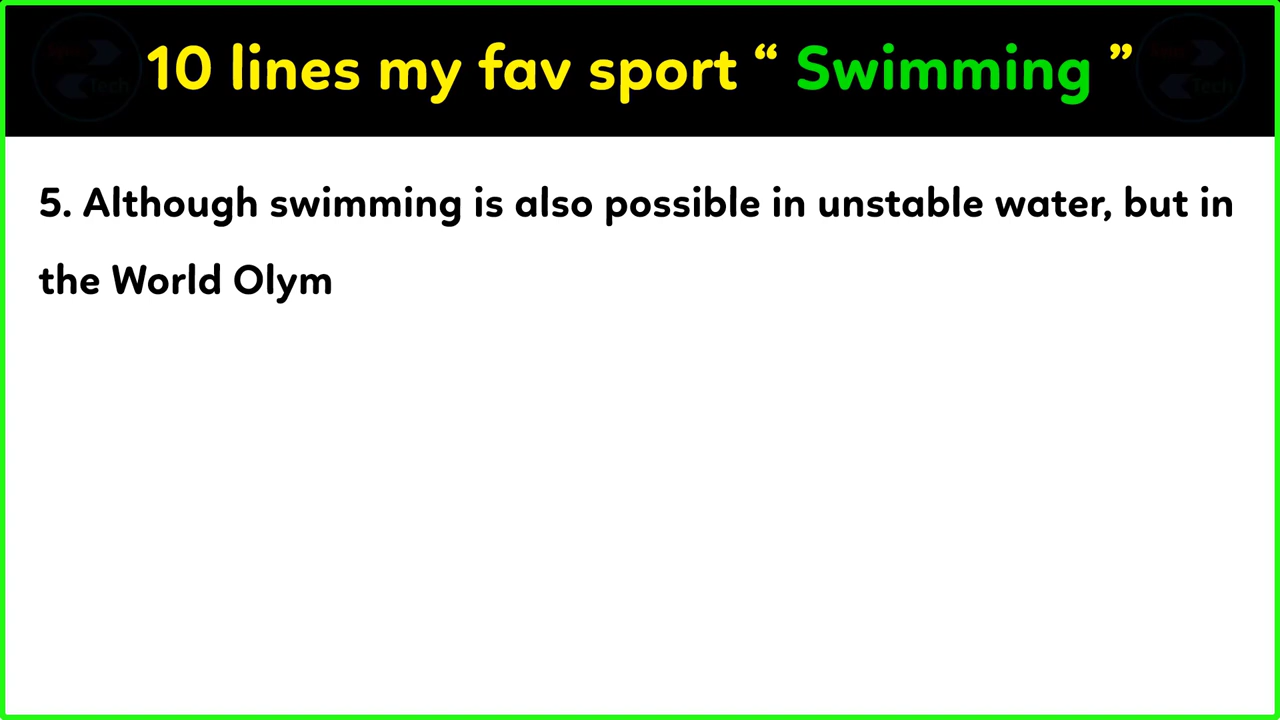 10 lines my fav sport “ Swimming ”
5. Although swimming is also possible in unstable water, but in
the World Olym